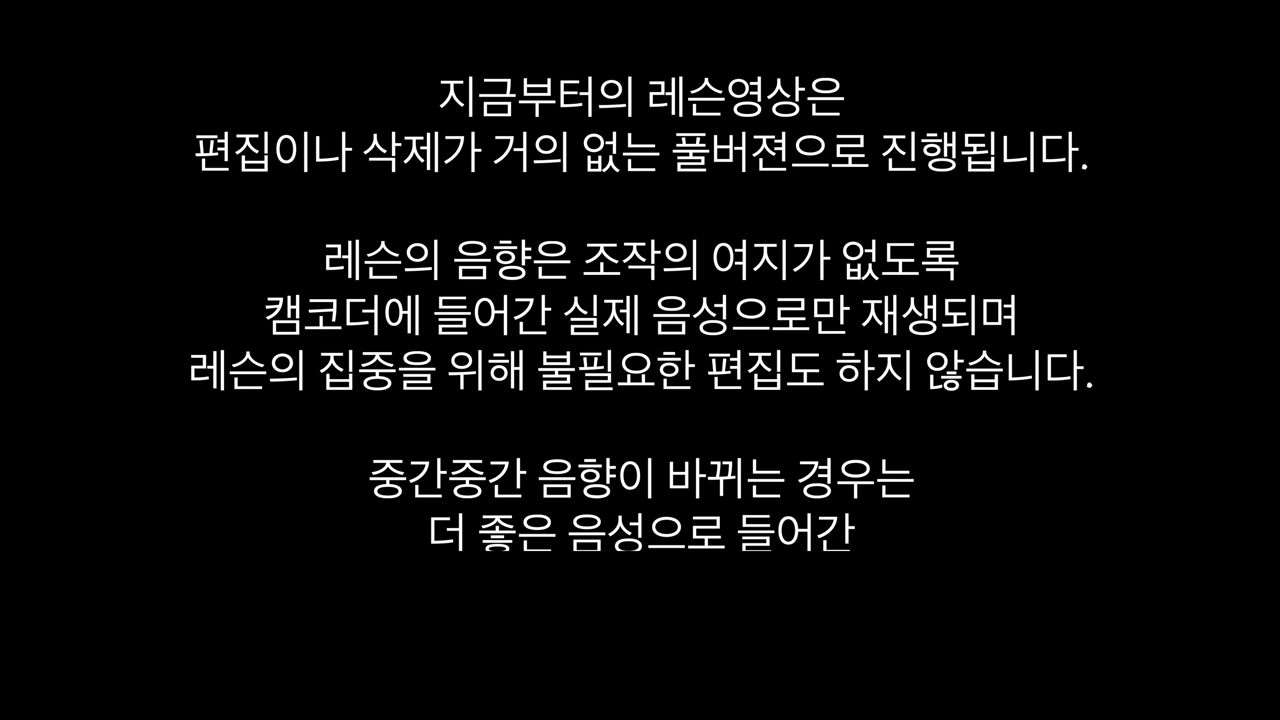 지금부터의 레슨영상은
편집이나 삭제가 거의 없는 풀버젼으로 진행됩니다.
레슨의 음향은 조작의 여지가 없도록
캠코더에 들어간 실제 음성으로만 재생되며
레슨의 집중을 위해 불필요한 편집도 하지 않습니다.
중간중간 음향이 바뀌는 경우는
더 좋은 음성으로 들어간